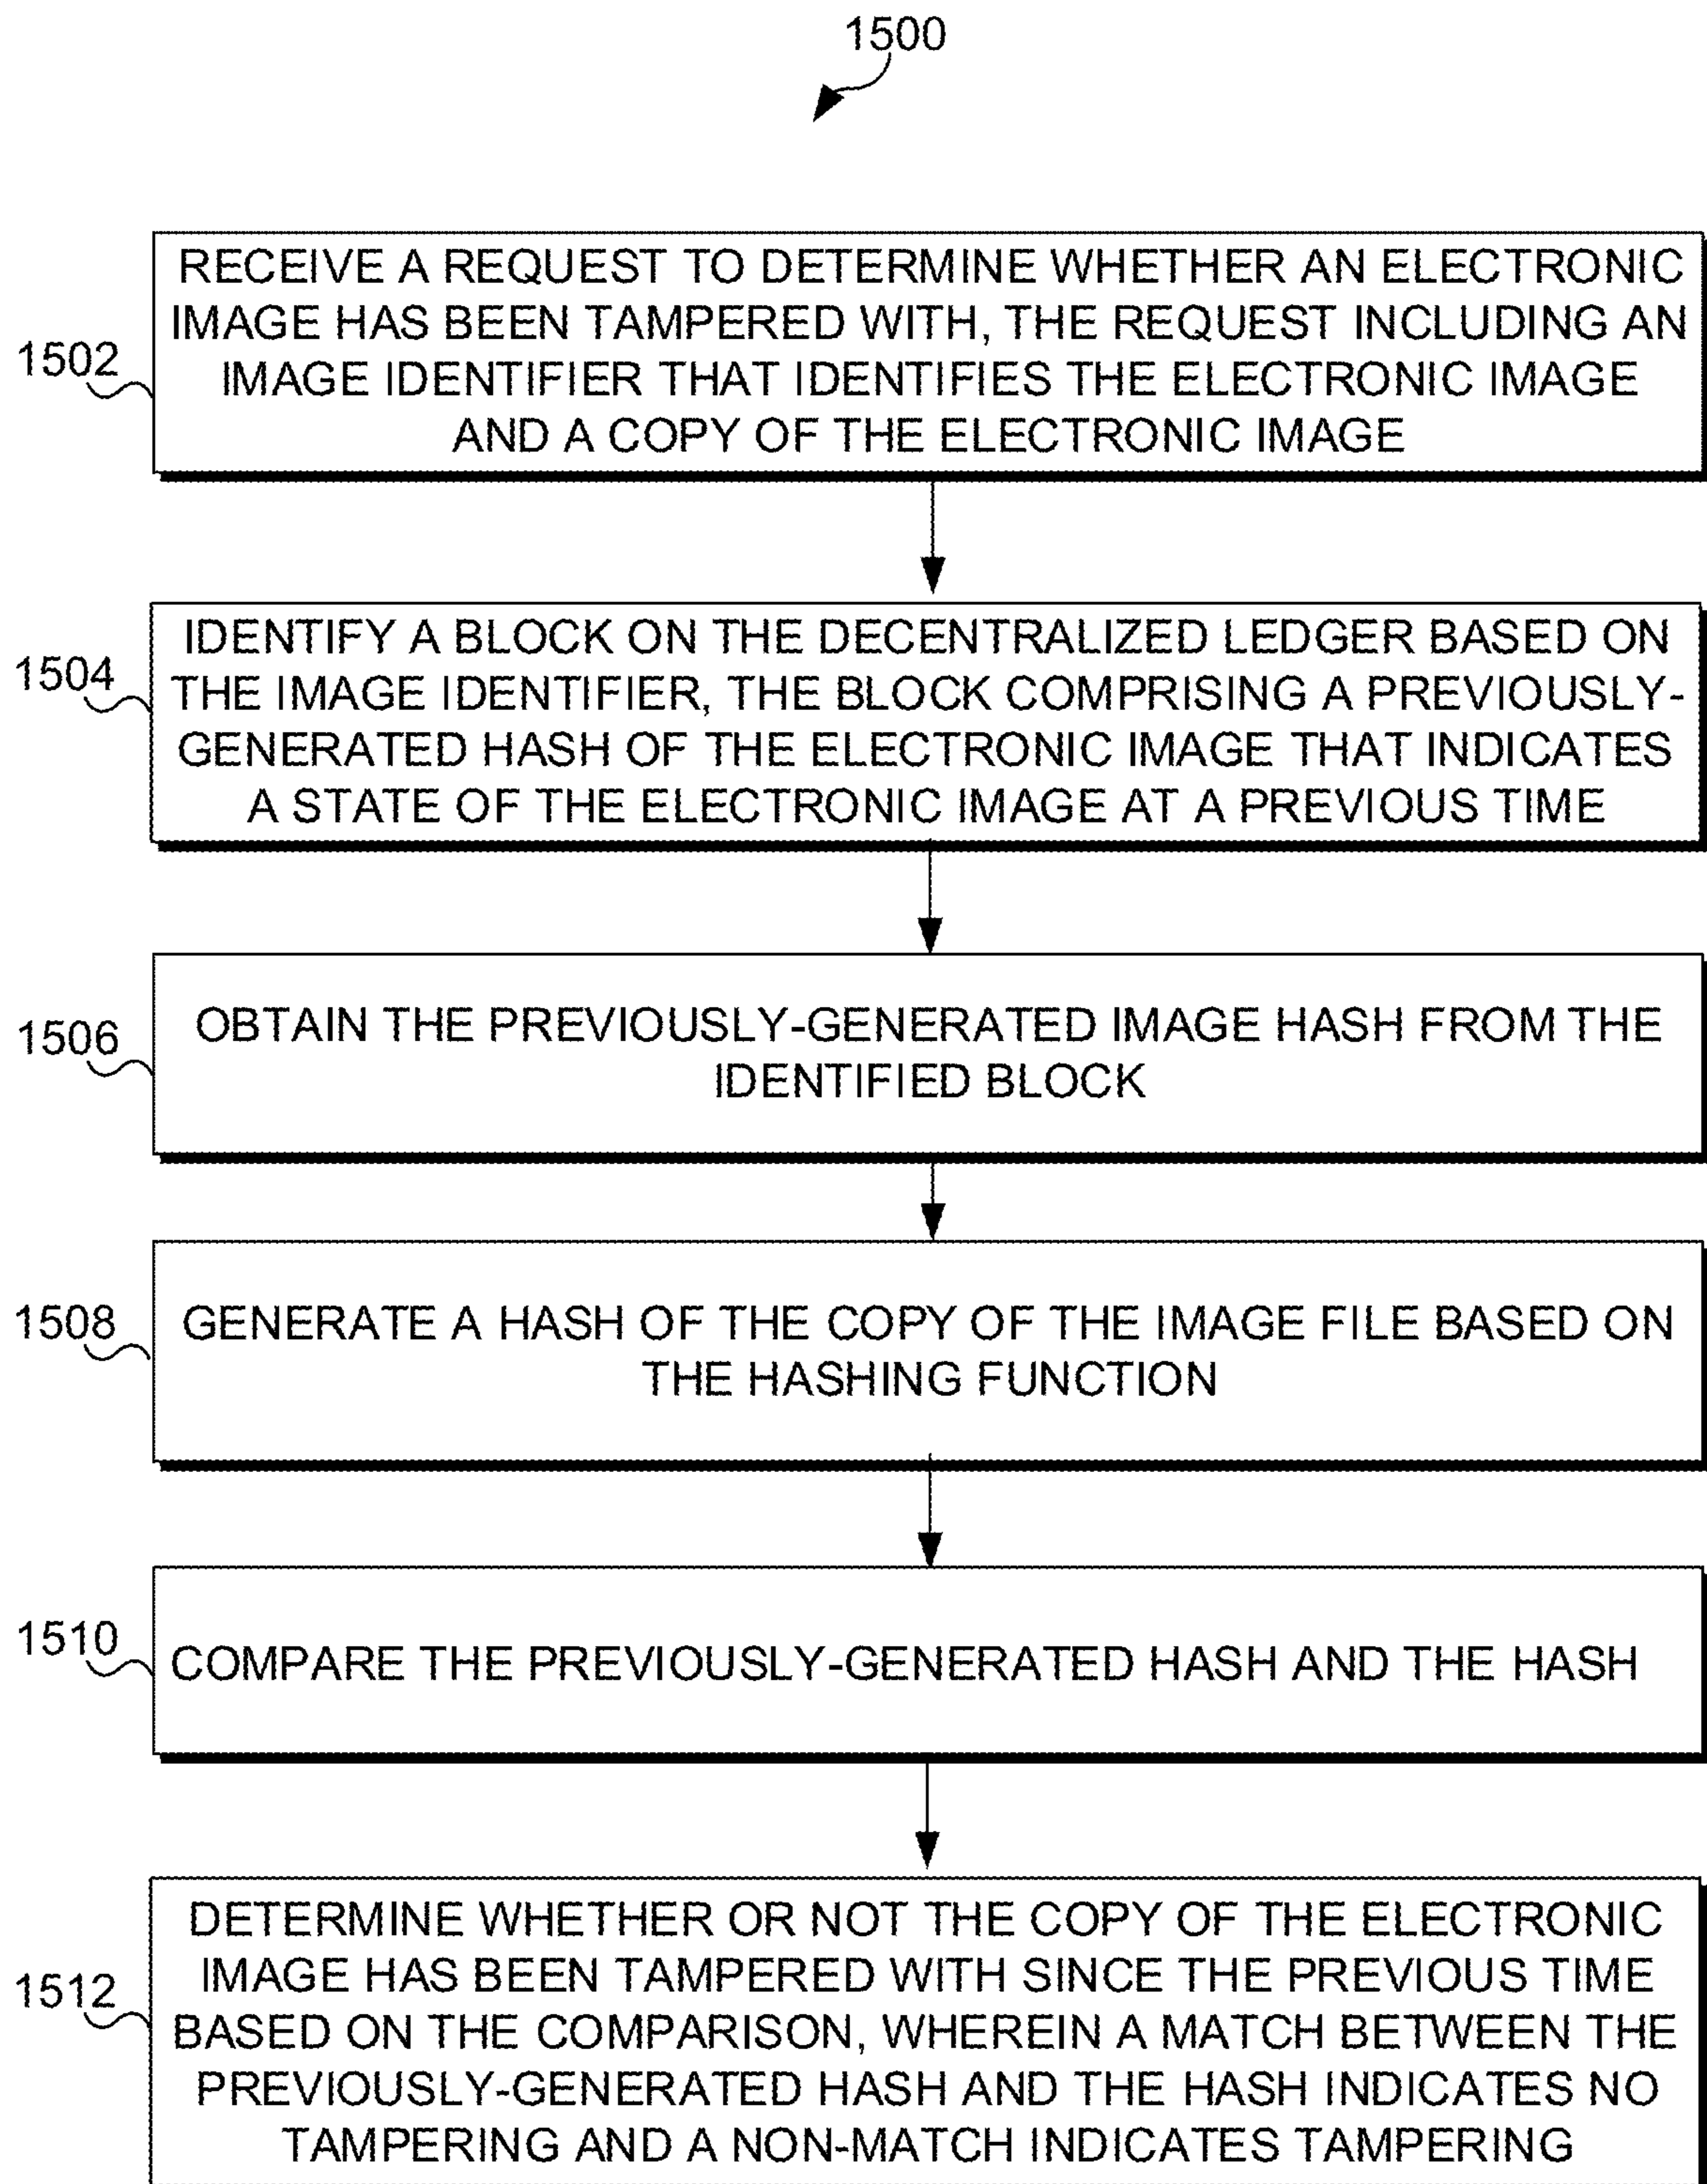 1500
RECEIVE A REQUEST TO DETERMINE WHETHER AN ELECTRONIC
IMAGE HAS BEEN TAMPERED WITH, THE REQUEST INCLUDING AN
IMAGE IDENTIFIER THAT IDENTIFIES THE ELECTRONIC IMAGE
AND A COPY OF THE ELECTRONIC IMAGE
1502
IDENTIFY A BLOCK ON THE DECENTRALIZED LEDGER BASED ON
THE IMAGE IDENTIFIER, THE BLOCK COMPRISING A PREVIOUSLY-
GENERATED HASH OF THE ELECTRONIC IMAGE THAT INDICATES
A STATE OF THE ELECTRONIC IMAGE AT A PREVIOUS TIME
1504
OBTAIN THE PREVIOUSLY-GENERATED IMAGE HASH FROM THE
IDENTIFIED BLOCK
1506
GENERATE A HASH OF THE COPY OF THE IMAGE FILE BASED ON
THE HASHING FUNCTION
1508
COMPARE THE PREVIOUSLY-GENERATED HASH AND THE HASH
1510
DETERMINE WHETHER OR NOT THE COPY OF THE ELECTRONIC
IMAGE HAS BEEN TAMPERED WITH SINCE THE PREVIOUS TIME
BASED ON THE COMPARISON, WHEREIN A MATCH BETWEEN THE
PREVIOUSLY-GENERATED HASH AND THE HASH INDICATES NO
TAMPERING AND A NON-MATCH INDICATES TAMPERING
1512